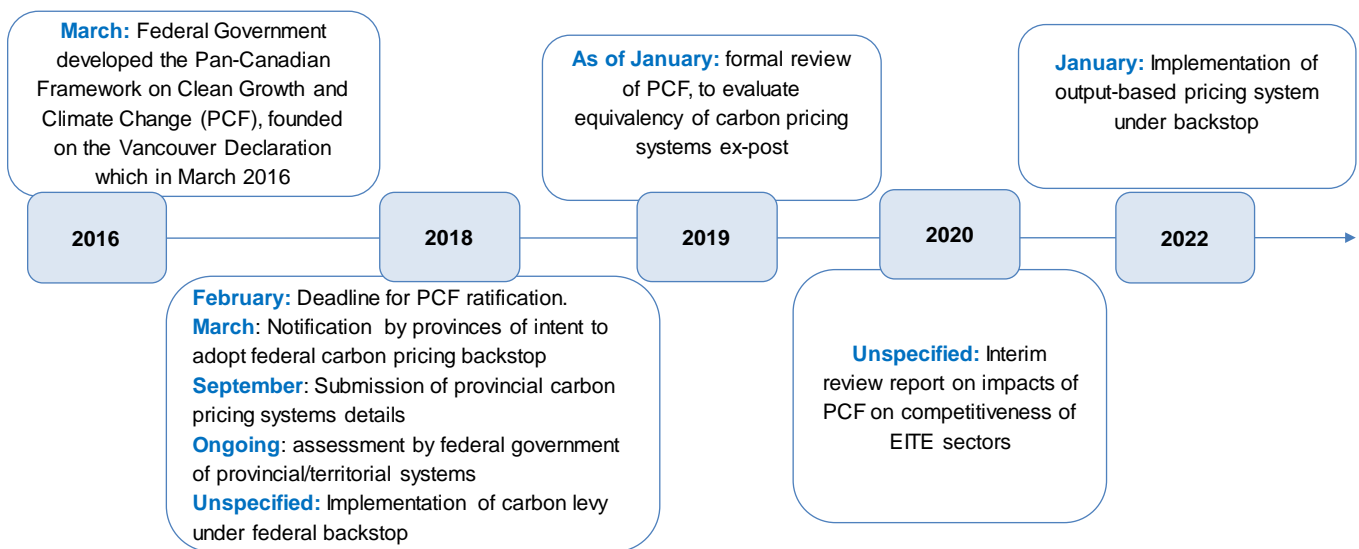 March: Federal Government
developed the Pan-Canadian
Framework on Clean Growth and
Climate Change (PCF), founded
on the Vancouver Declaration
which in March 2016
As of January: formal review
of PCF, to evaluate
equivalency of carbon pricing
systems ex-post
January: Implementation of
output-based pricing system
under backstop
2016
2018
2019
2020
2022
February: Deadline for PCF ratification.
March: Notification by provinces of intent to
adopt federal carbon pricing backstop
September: Submission of provincial carbon
pricing systems details
Ongoing: assessment by federal government
of provincial/territorial systems
Unspecified: Implementation of carbon levy
under federal backstop
Unspecified: Interim
review report on impacts of
PCF on competitiveness of
EITE sectors